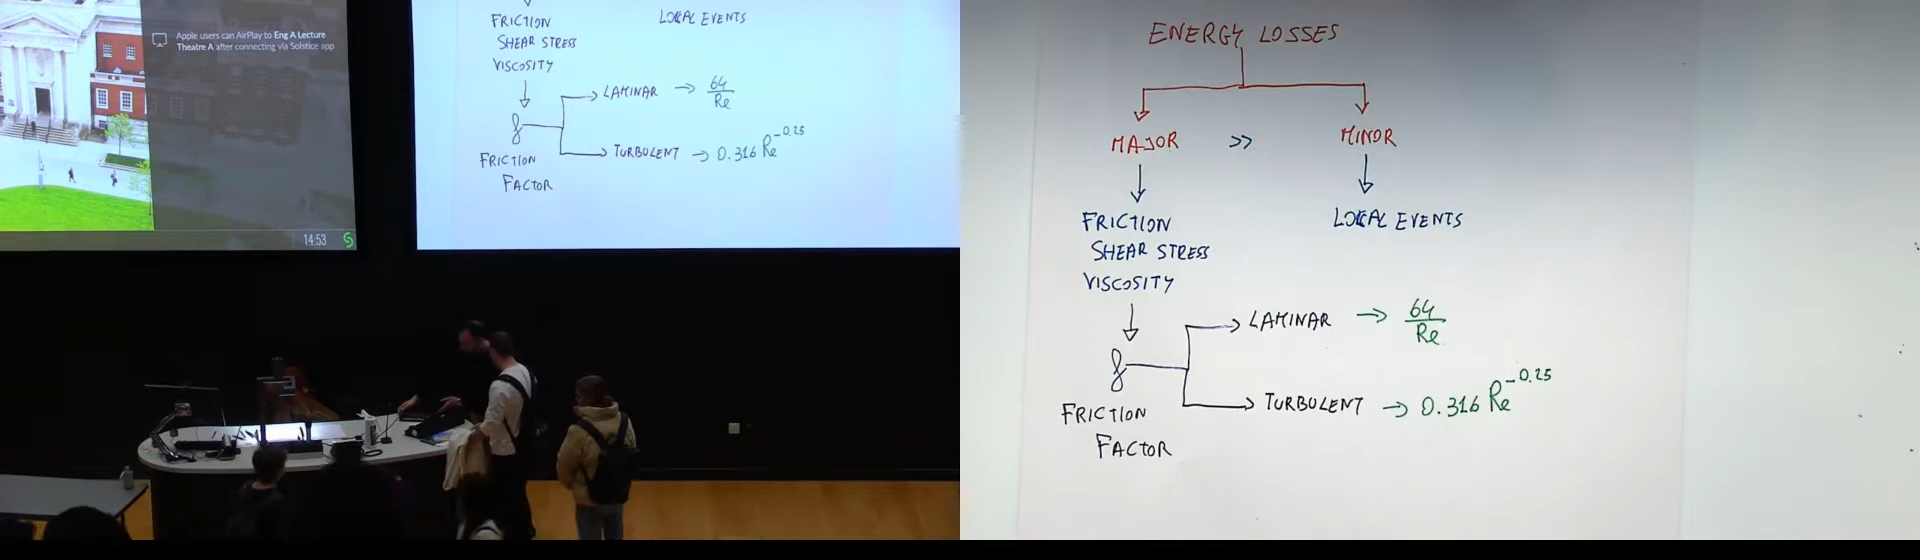 Apple users can AirPlay to Eng A Lecture
Theatre A after connecting via Solstice app
14:53
FRICTION
SHEAR STRESS
VISCOSITY
LOCAL EVENTS
LAMINAR → 64/Re
f
TURBULENT → 0.316 Re^-0.25
FRICTION
FACTOR
ENERGY LOSSES
MAJOR >> MINOR
FRICTION
SHEAR STRESS
VISCOSITY
LOCAL EVENTS
LAMINAR → 64/Re
f
TURBULENT → 0.316 Re^-0.25
FRICTION
FACTOR